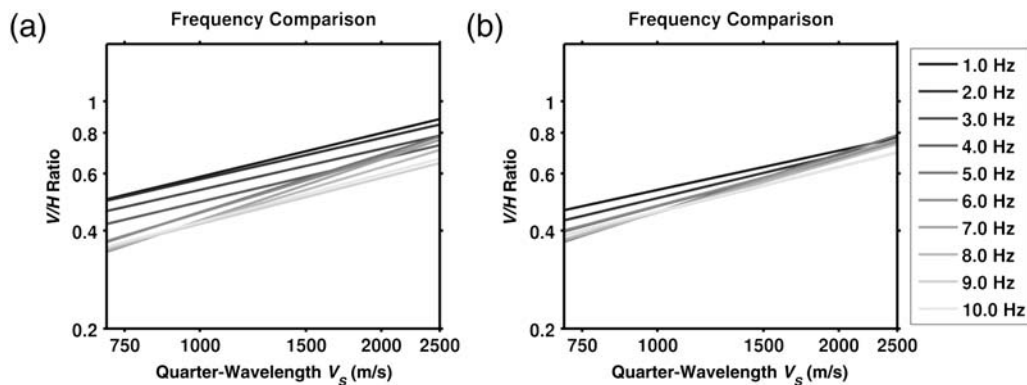 (a)
Frequency Comparison
1
0.8
0.6
0.4
0.2
V/H Ratio
750 1000 1500 2000 2500
Quarter-Wavelength VS (m/s)
(b)
Frequency Comparison
1
0.8
0.6
0.4
0.2
V/H Ratio
750 1000 1500 2000 2500
Quarter-Wavelength VS (m/s)
1.0 Hz
2.0 Hz
3.0 Hz
4.0 Hz
5.0 Hz
6.0 Hz
7.0 Hz
8.0 Hz
9.0 Hz
10.0 Hz